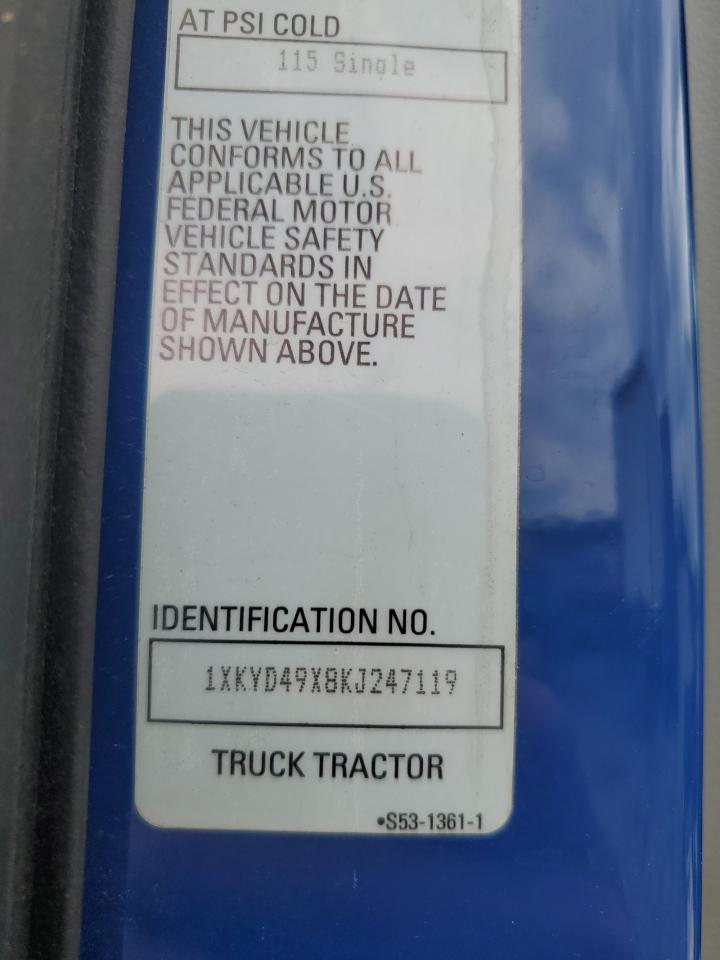 AT PSI COLD
115 Single
THIS VEHICLE
CONFORMS TO ALL
APPLICABLE U.S.
FEDERAL MOTOR
VEHICLE SAFETY
STANDARDS IN
EFFECT ON THE DATE
OF MANUFACTURE
SHOWN ABOVE.
IDENTIFICATION NO.
1XKYD49X8KJ247119
TRUCK TRACTOR
•S53-1361-1